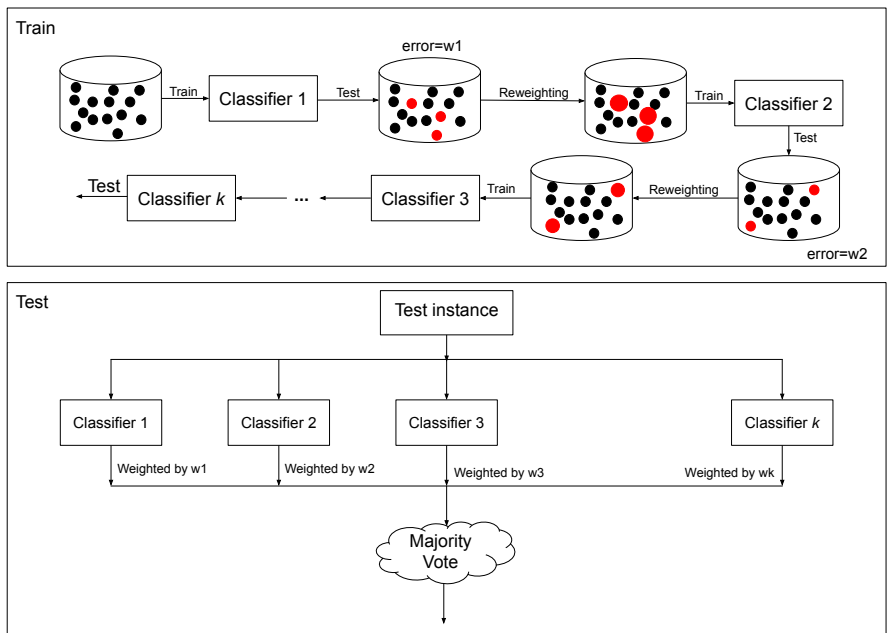 Train
error=w1
Train
Classifier 1
Test
Reweighting
Train
Classifier 2
Test
Test
Classifier k
...
Classifier 3
Train
Reweighting
error=w2
Test
Test instance
Classifier 1
Classifier 2
Classifier 3
Classifier k
Weighted by w1
Weighted by w2
Weighted by w3
Weighted by wk
Majority
Vote